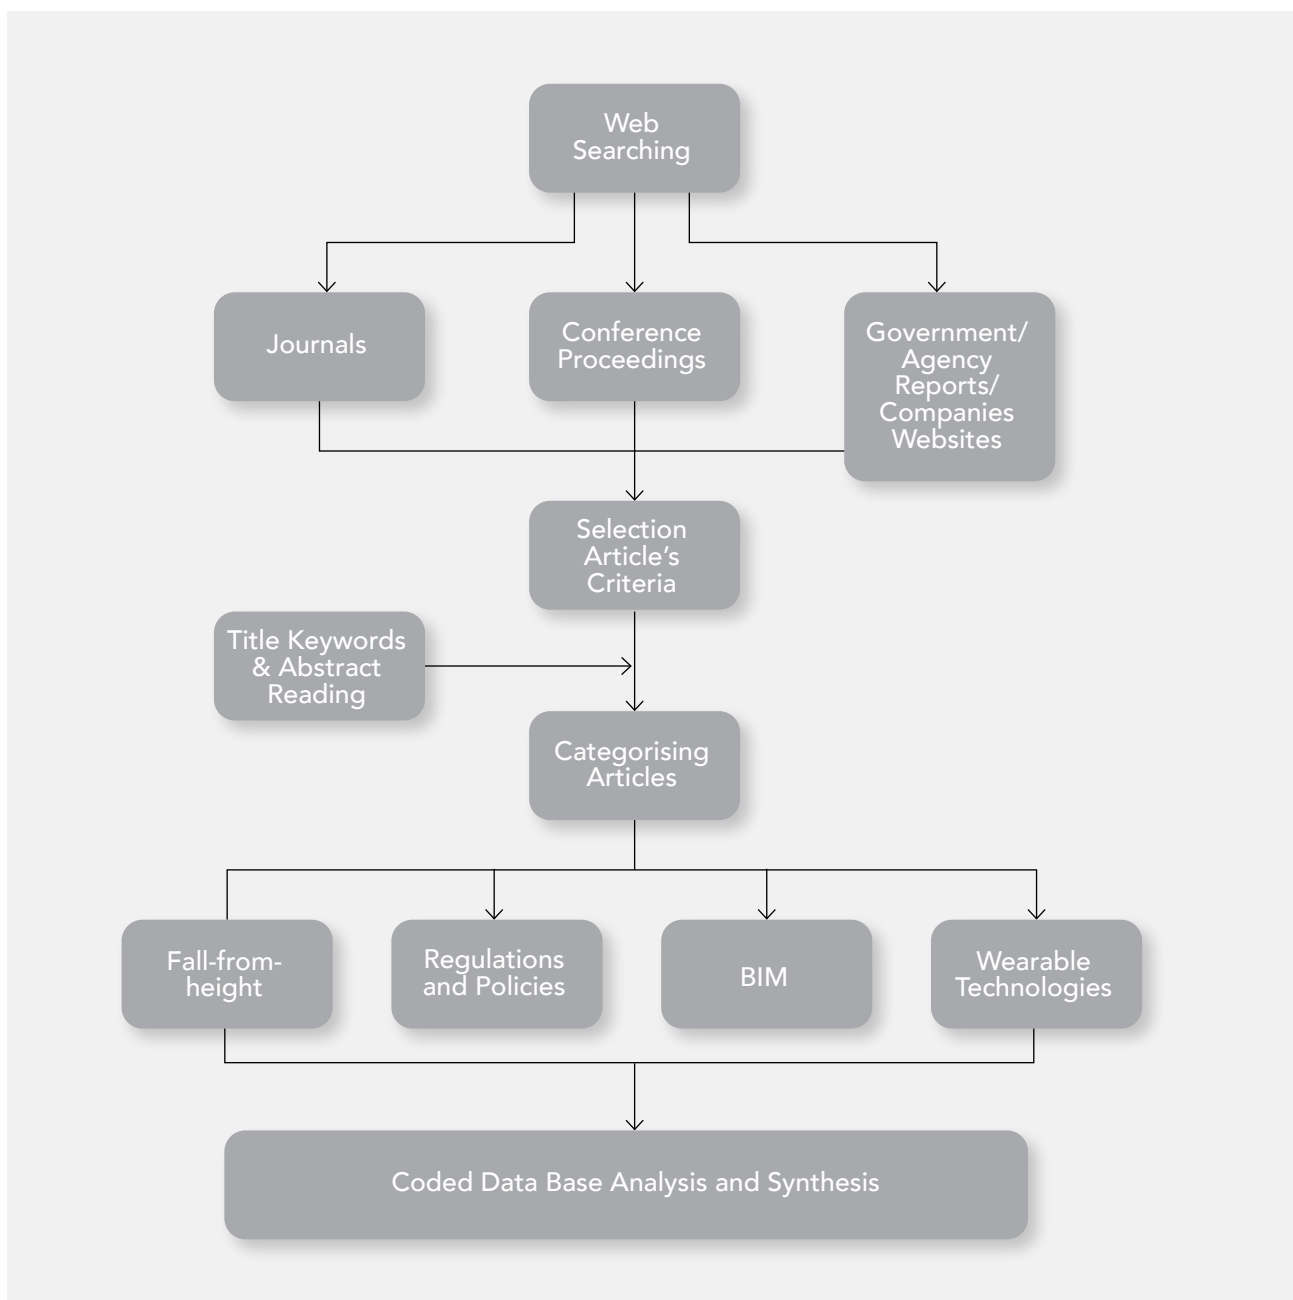 Web
Searching
Journals
Conference
Proceedings
Government/
Agency
Reports/
Companies
Websites
Selection
Article's
Criteria
Title Keywords
& Abstract
Reading
Categorising
Articles
Fall-from-
height
Regulations
and Policies
BIM
Wearable
Technologies
Coded Data Base Analysis and Synthesis